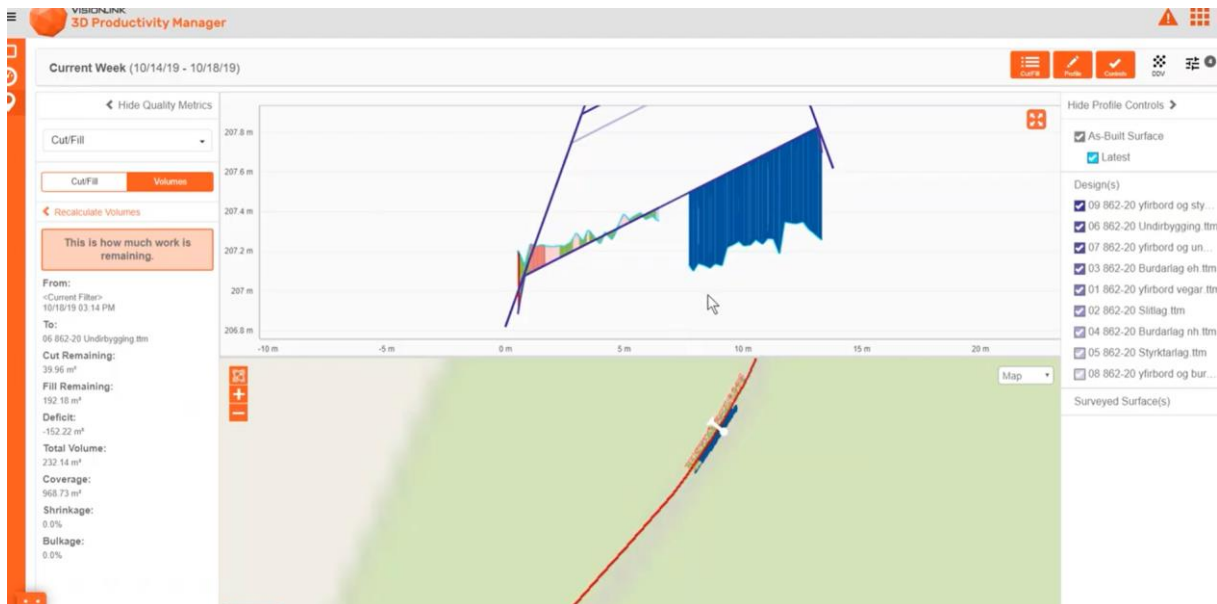 VISIONLINK
3D Productivity Manager
Current Week (10/14/19 - 10/18/19)
Cut/Fill
Profile
Controls
CCV
Hide Quality Metrics
Cut/Fill
Cut/Fill
Volumes
Recalculate Volumes
This is how much work is
remaining.
From:
<Current Filter>
10/18/19 03:14 PM
To:
06 862-20 Undirbygging.ttm
Cut Remaining:
39.96 m³
Fill Remaining:
192.18 m³
Deficit:
-152.22 m³
Total Volume:
232.14 m³
Coverage:
968.73 m²
Shrinkage:
0.0%
Bulkage:
0.0%
207.8 m
207.6 m
207.4 m
207.2 m
207 m
206.8 m
-10 m
-5 m
0 m
5 m
10 m
15 m
20 m
Map
Hide Profile Controls
As-Built Surface
Latest
Design(s)
09 862-20 yfirbord og sty...
06 862-20 Undirbygging.ttm
07 862-20 yfirbord og un...
03 862-20 Burdarlag eh.ttm
01 862-20 yfirbord vegar.ttm
02 862-20 Slitlag.ttm
04 862-20 Burdarlag nh.ttm
05 862-20 Styrktarlag.ttm
08 862-20 yfirbord og bur...
Surveyed Surface(s)